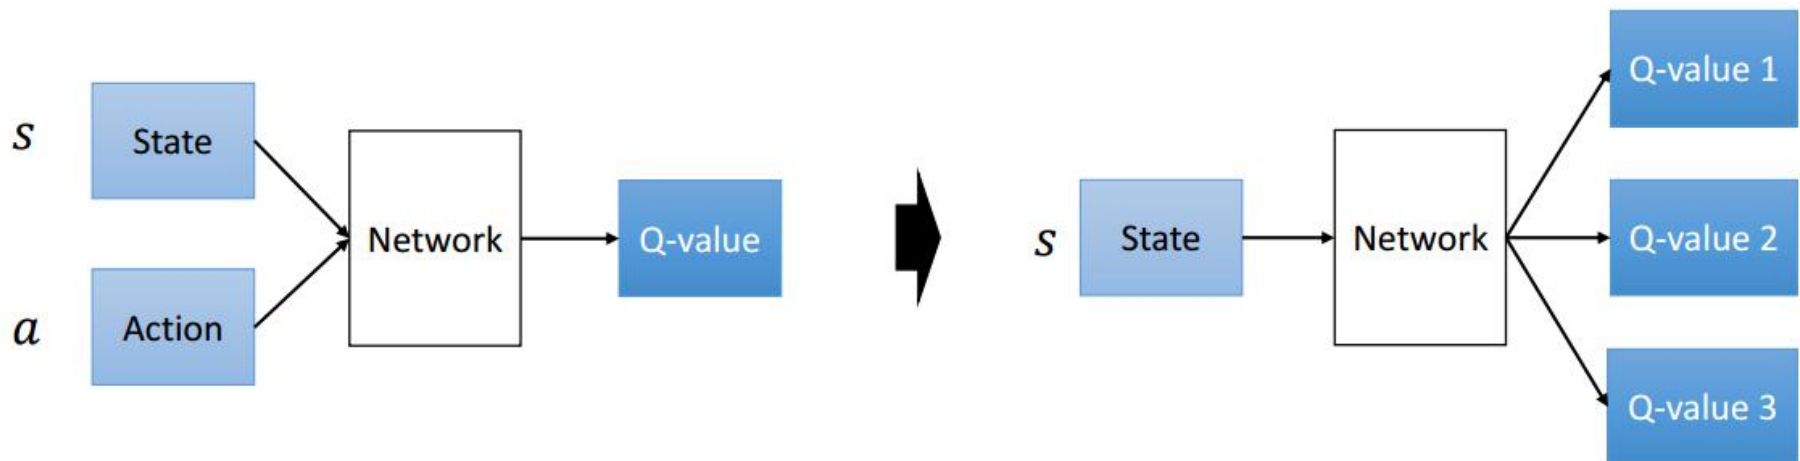 s
State
a
Action
Network
Q-value
s
State
Network
Q-value 1
Q-value 2
Q-value 3